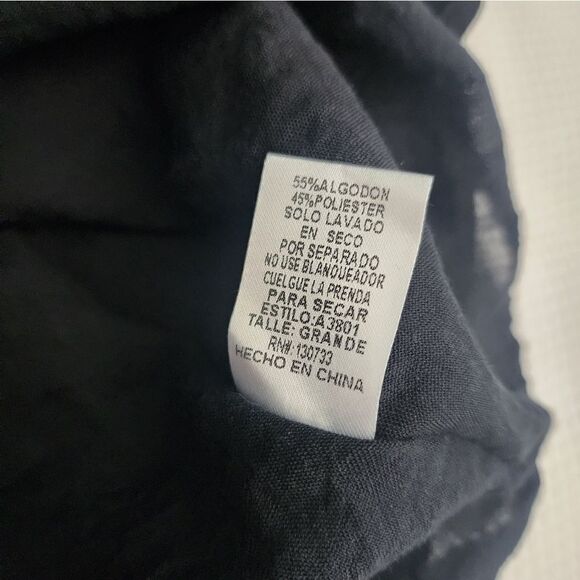 55%ALGODON
45%POLIESTER
SOLO LAVADO
EN SECO
POR SEPARADO
NO USE BLANQUEADOR
CUELGUE LA PRENDA
PARA SECAR
ESTILO:A3801
TALLE: GRANDE
RN#:130733
HECHO EN CHINA